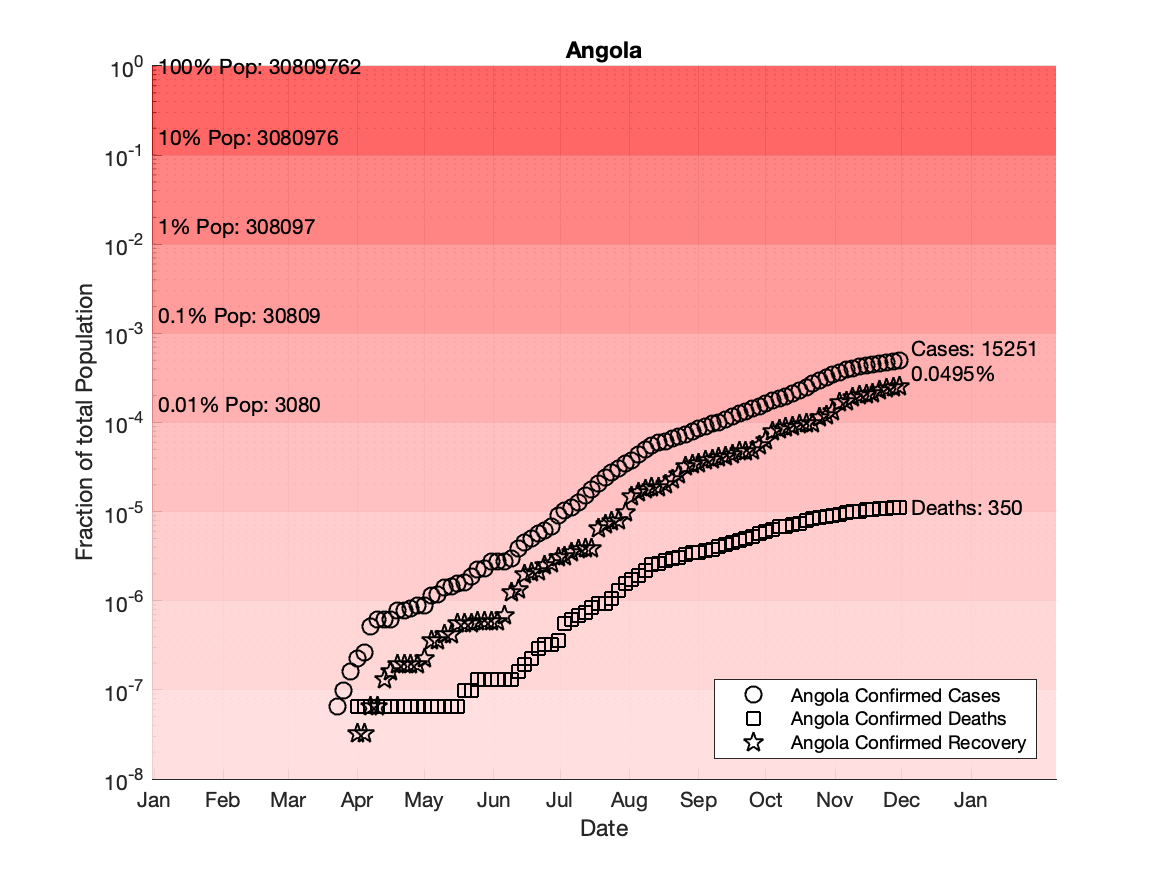 Angola
10^0
100% Pop: 30809762
10% Pop: 3080976
10^-1
1% Pop: 308097
10^-2
0.1% Pop: 30809
10^-3
Cases: 15251
0.0495%
0.01% Pop: 3080
10^-4
10^-5
Deaths: 350
10^-6
10^-7
10^-8
Fraction of total Population
Angola Confirmed Cases
Angola Confirmed Deaths
Angola Confirmed Recovery
Jan Feb Mar Apr May Jun Jul Aug Sep Oct Nov Dec Jan
Date